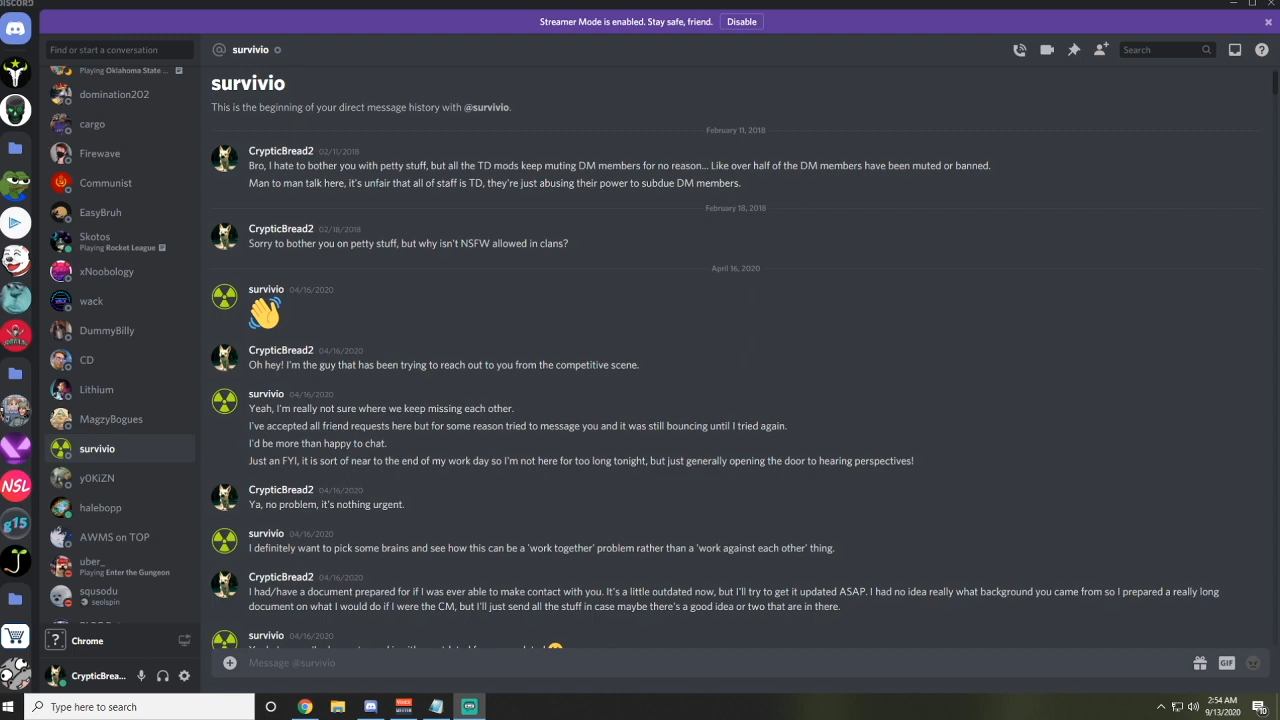 DISCORD
Streamer Mode is enabled. Stay safe, friend. Disable
Find or start a conversation
Playing Oklahoma State ...
domination202
cargo
Firewave
Communist
EasyBruh
Skotos
Playing Rocket League
xNoobology
wack
DummyBilly
CD
Lithium
MagzyBogues
survivio
y0KiZN
halebopp
AWMS on TOP
uber_
Playing Enter the Gungeon
squsodu
seolspin
Chrome
CrypticBrea...
NSL
g15
survivio
Search
survivio
This is the beginning of your direct message history with @survivio.
February 11, 2018
CrypticBread2 02/11/2018
Bro, I hate to bother you with petty stuff, but all the TD mods keep muting DM members for no reason... Like over half of the DM members have been muted or banned.
Man to man talk here, it's unfair that all of staff is TD, they're just abusing their power to subdue DM members.
February 18, 2018
CrypticBread2 02/18/2018
Sorry to bother you on petty stuff, but why isn't NSFW allowed in clans?
April 16, 2020
survivio 04/16/2020
👋
CrypticBread2 04/16/2020
Oh hey! I'm the guy that has been trying to reach out to you from the competitive scene.
survivio 04/16/2020
Yeah, I'm really not sure where we keep missing each other.
I've accepted all friend requests here but for some reason tried to message you and it was still bouncing until I tried again.
I'd be more than happy to chat.
Just an FYI, it is sort of near to the end of my work day so I'm not here for too long tonight, but just generally opening the door to hearing perspectives!
CrypticBread2 04/16/2020
Ya, no problem, it's nothing urgent.
survivio 04/16/2020
I definitely want to pick some brains and see how this can be a 'work together' problem rather than a 'work against each other' thing.
CrypticBread2 04/16/2020
I had/have a document prepared for if I was ever able to make contact with you. It's a little outdated now, but I'll try to get it updated ASAP. I had no idea really what background you came from so I prepared a really long
document on what I would do if I were the CM, but I'll just send all the stuff in case maybe there's a good idea or two that are in there.
survivio 04/16/2020
Message @survivio
GIF
Type here to search
2:54 AM
9/13/2020
10